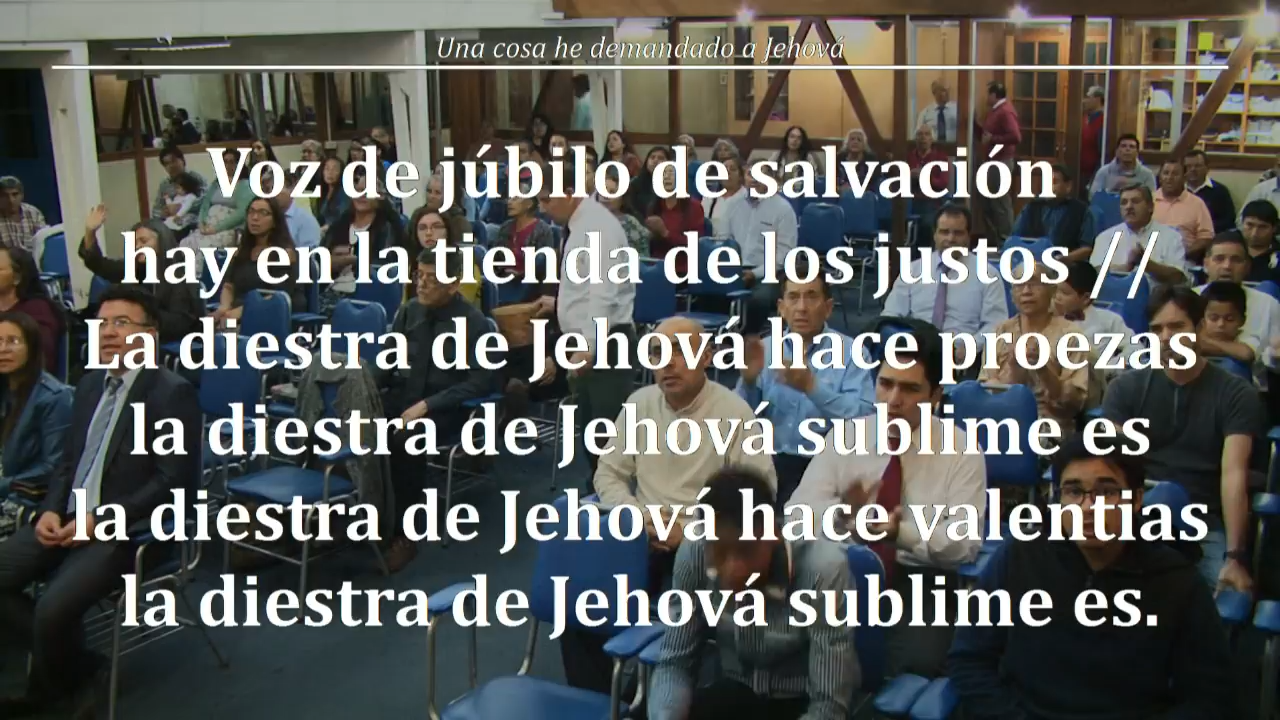 Una cosa he demandado a Jehová
Voz de júbilo de salvación
hay en la tienda de los justos //
La diestra de Jehová hace proezas
la diestra de Jehová sublime es
la diestra de Jehová hace valentias
la diestra de Jehová sublime es.